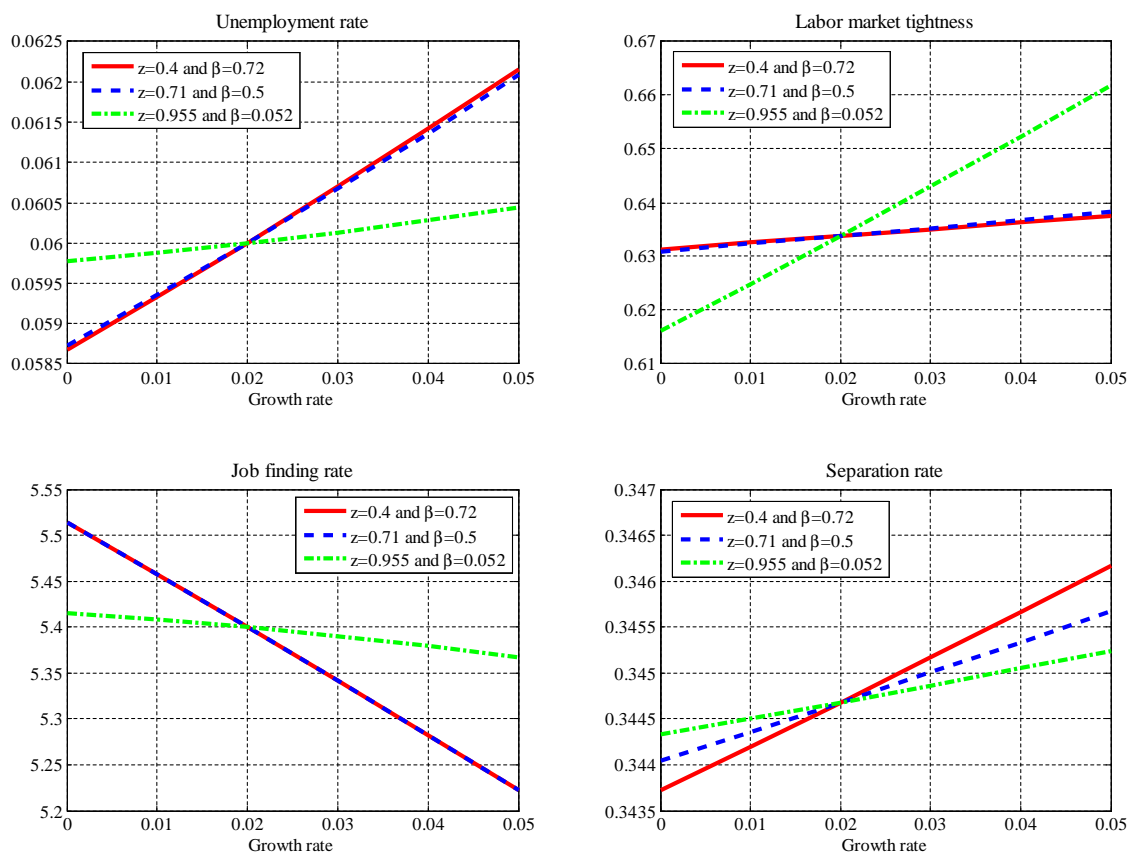 Unemployment rate
0.0625
0.062
0.0615
0.061
0.0605
0.06
0.0595
0.059
0.0585
z=0.4 and β=0.72
z=0.71 and β=0.5
z=0.955 and β=0.052
0 0.01 0.02 0.03 0.04 0.05
Growth rate
Labor market tightness
0.67
0.66
0.65
0.64
0.63
0.62
0.61
z=0.4 and β=0.72
z=0.71 and β=0.5
z=0.955 and β=0.052
0 0.01 0.02 0.03 0.04 0.05
Growth rate
Job finding rate
5.55
5.5
5.45
5.4
5.35
5.3
5.25
5.2
z=0.4 and β=0.72
z=0.71 and β=0.5
z=0.955 and β=0.052
0 0.01 0.02 0.03 0.04 0.05
Growth rate
Separation rate
0.347
0.3465
0.346
0.3455
0.345
0.3445
0.344
0.3435
z=0.4 and β=0.72
z=0.71 and β=0.5
z=0.955 and β=0.052
0 0.01 0.02 0.03 0.04 0.05
Growth rate